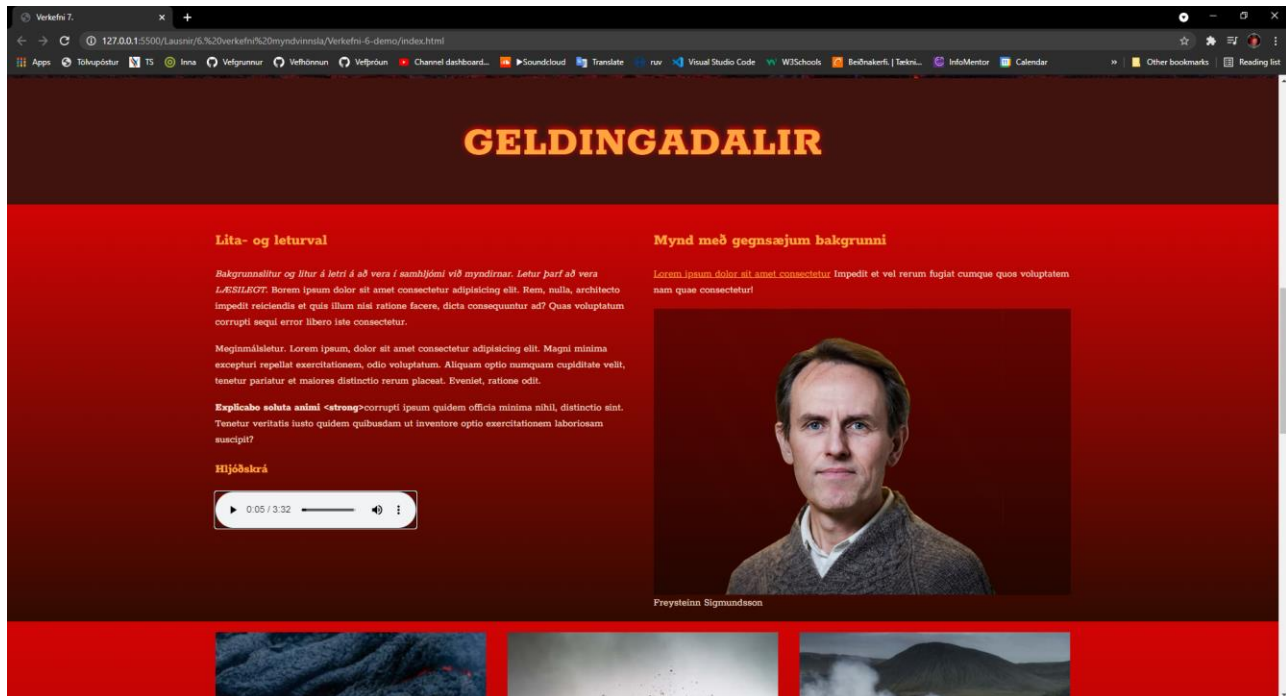 Verkefni 7.
127.0.0.1:5500/Lausnir/6.%20verkefni%20myndvinnsla/Verkefni-6-demo/index.html
Apps Tölvupóstur TS Inna Vefgrunnur Vefhönnun Vefþróun Channel dashboard... ▶Soundcloud Translate ruv Visual Studio Code W3Schools Beiðnakerfi. | Tækni... InfoMentor Calendar » Other bookmarks Reading list
GELDINGADALIR
Lita- og leturval
Bakgrunnslitur og litur á letri á að vera í samhljómi við myndirnar. Letur þarf að vera
LÆSILEGT. Borem ipsum dolor sit amet consectetur adipisicing elit. Rem, nulla, architecto
impedit reiciendis et quis illum nisi ratione facere, dicta consequuntur ad? Quas voluptatum
corrupti sequi error libero iste consectetur.
Meginmálsletur. Lorem ipsum, dolor sit amet consectetur adipisicing elit. Magni minima
excepturi repellat exercitationem, odio voluptatum. Aliquam optio numquam cupiditate velit,
tenetur pariatur et maiores distinctio rerum placeat. Eveniet, ratione odit.
Explicabo soluta animi <strong>corrupti ipsum quidem officia minima nihil, distinctio sint.
Tenetur veritatis iusto quidem quibusdam ut inventore optio exercitationem laboriosam
suscipit?
Hljóðskrá
0:05 / 3:32
Mynd með gegnsæjum bakgrunni
Lorem ipsum dolor sit amet consectetur Impedit et vel rerum fugiat cumque quos voluptatem
nam quae consectetur!
Freysteinn Sigmundsson